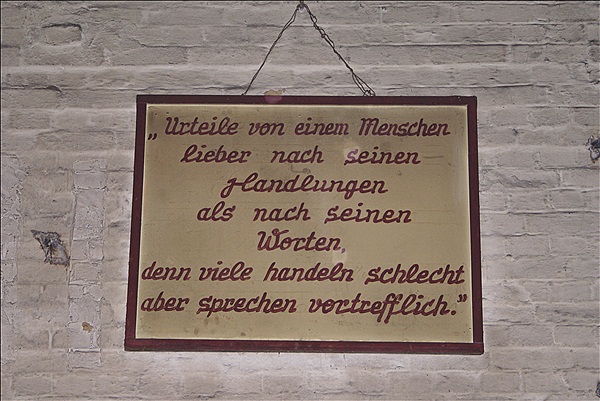 „Urteile von einem Menschen
lieber nach seinen
Handlungen
als nach seinen
Worten,
denn viele handeln schlecht
aber sprechen vortrefflich.”